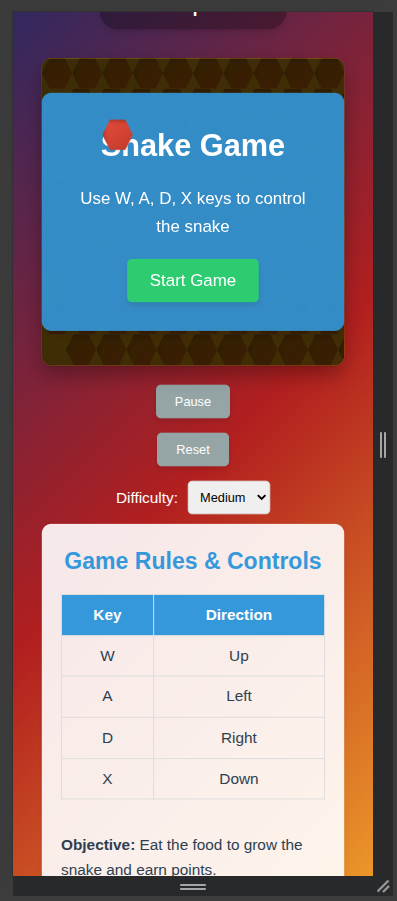 Snake Game
Use W, A, D, X keys to control
the snake
Start Game
Pause
Reset
Difficulty: Medium
Game Rules & Controls
Key Direction
W Up
A Left
D Right
X Down
Objective: Eat the food to grow the
snake and earn points.